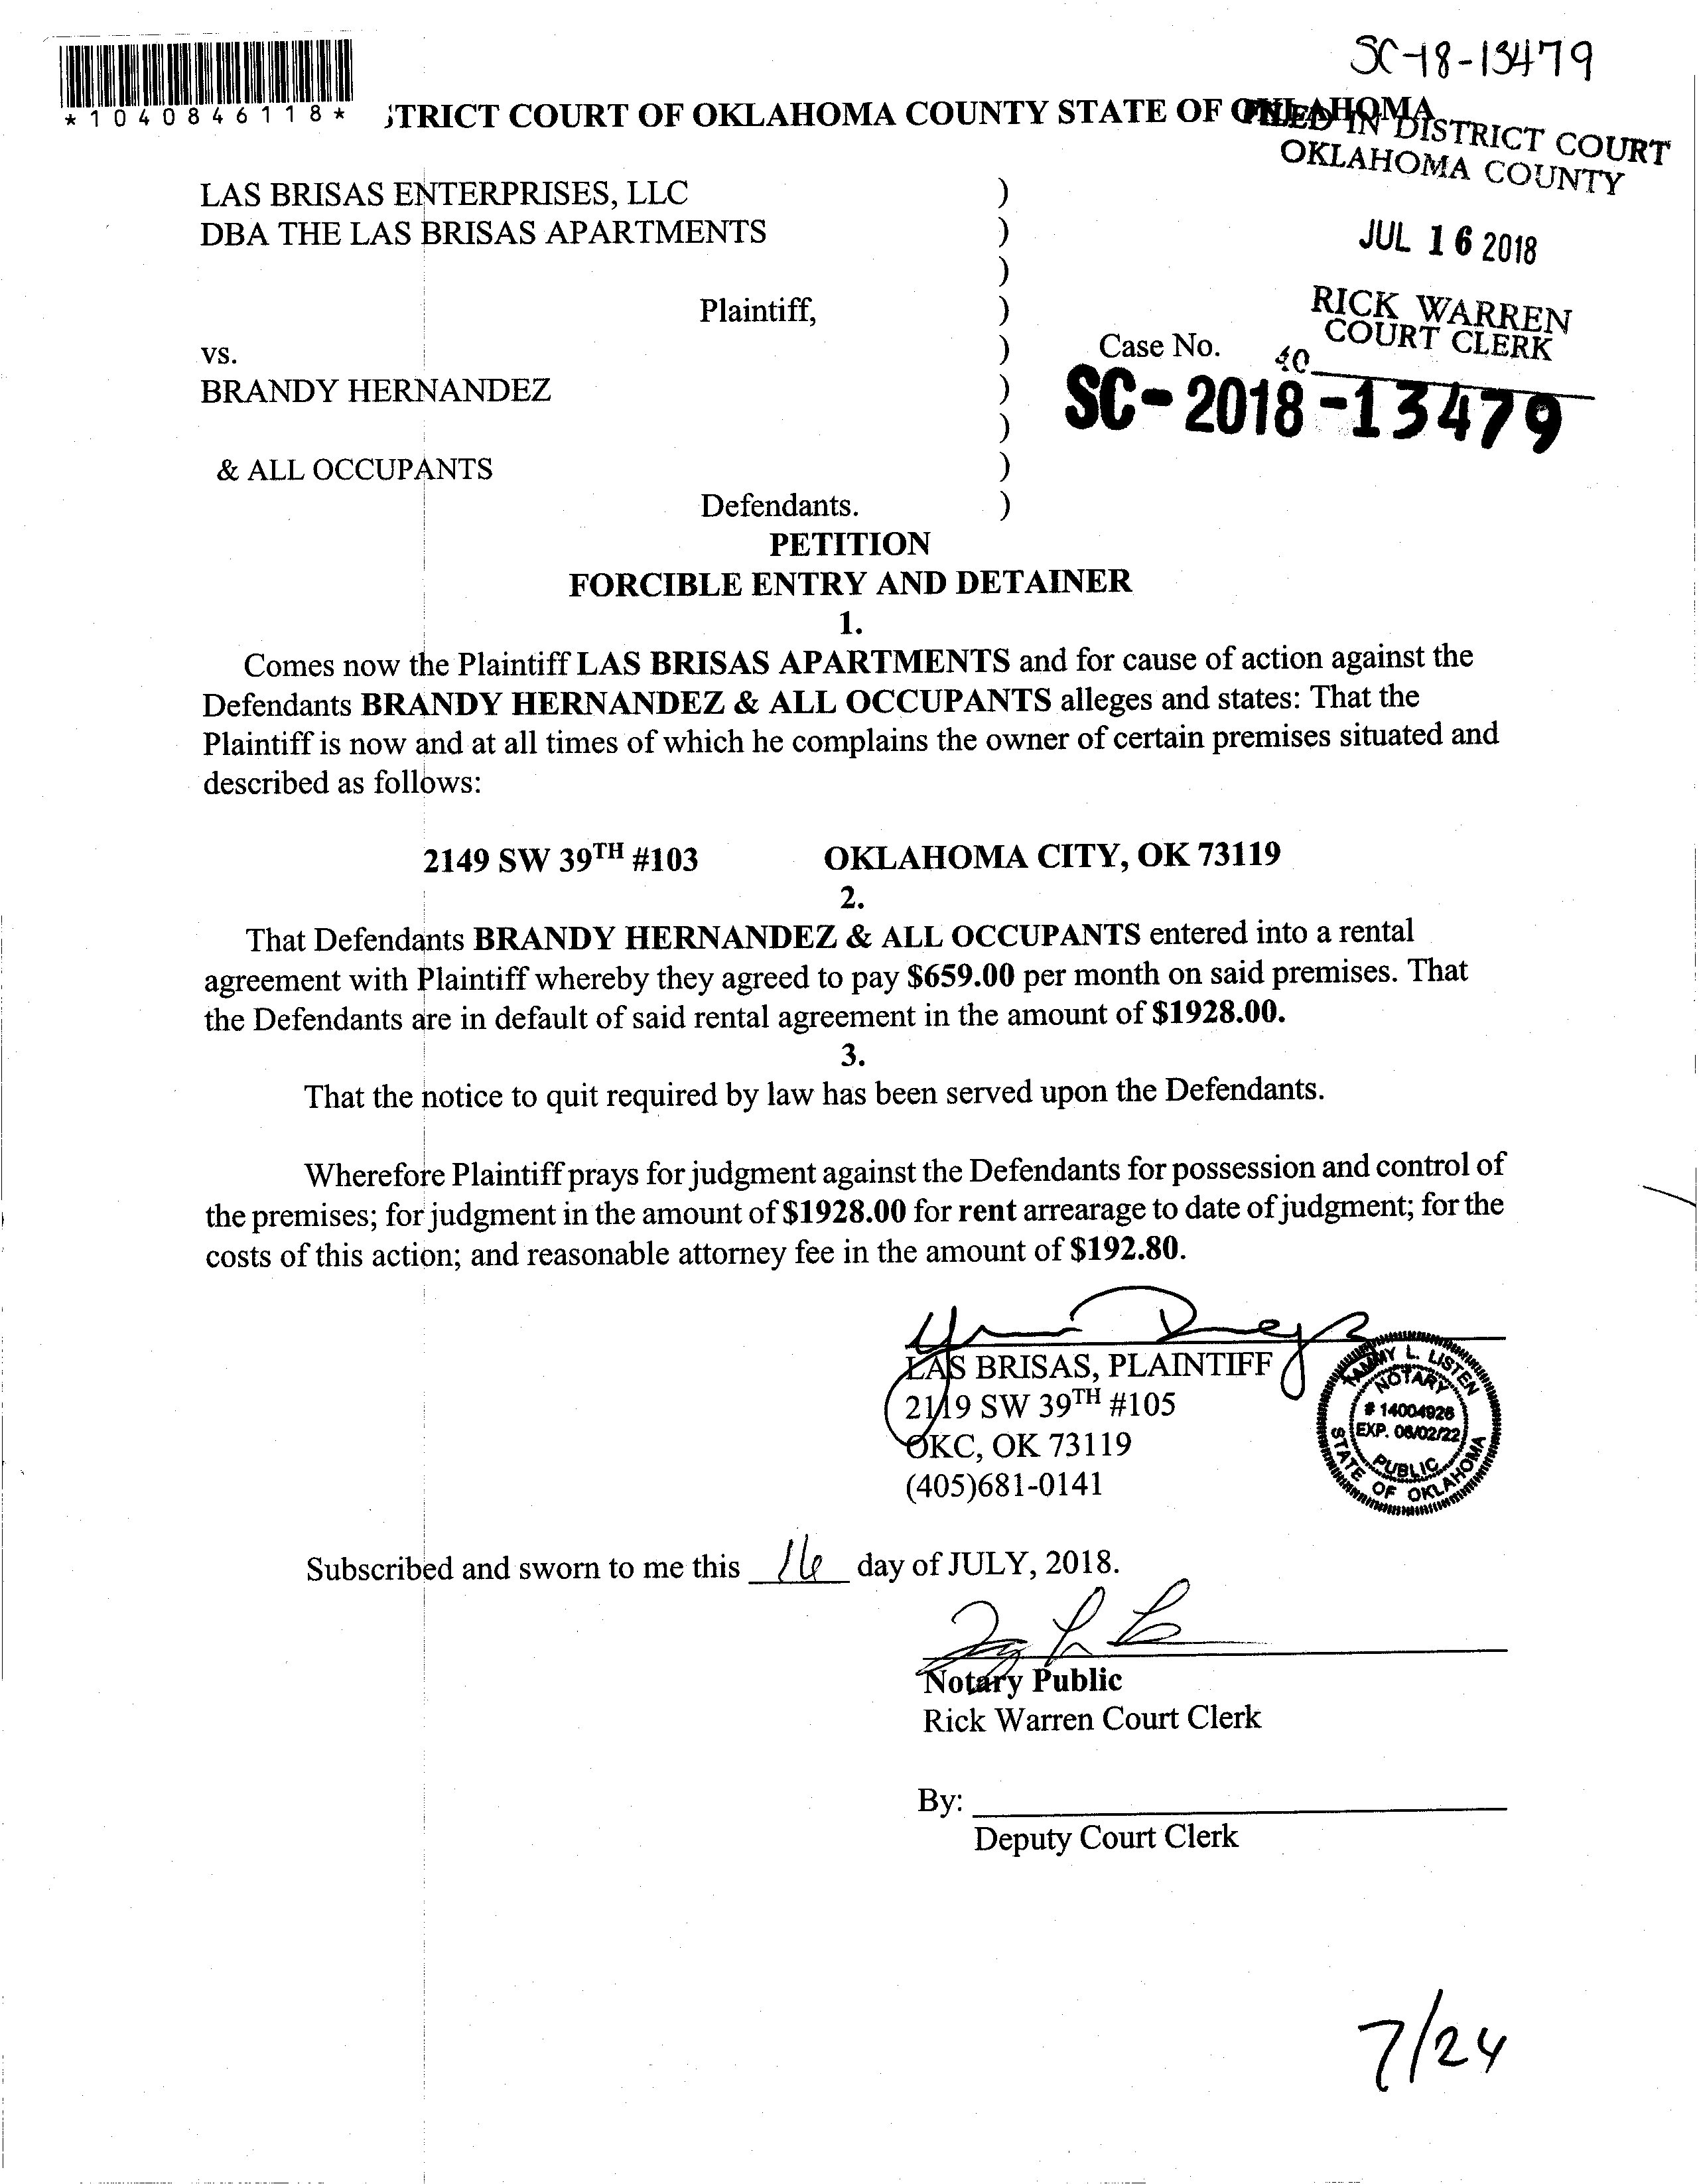 SC-18-13479
*1040846118*
STRICT COURT OF OKLAHOMA COUNTY STATE OF OKLAHOMA
FILED IN DISTRICT COURT
OKLAHOMA COUNTY
LAS BRISAS ENTERPRISES, LLC )
DBA THE LAS BRISAS APARTMENTS )
JUL 16 2018
)
Plaintiff, )
RICK WARREN
COURT CLERK
vs. ) Case No.
40
BRANDY HERNANDEZ )
SC-2018-13479
)
& ALL OCCUPANTS )
Defendants. )
PETITION
FORCIBLE ENTRY AND DETAINER
1.
Comes now the Plaintiff LAS BRISAS APARTMENTS and for cause of action against the
Defendants BRANDY HERNANDEZ & ALL OCCUPANTS alleges and states: That the
Plaintiff is now and at all times of which he complains the owner of certain premises situated and
described as follows:
2149 SW 39TH #103 OKLAHOMA CITY, OK 73119
2.
That Defendants BRANDY HERNANDEZ & ALL OCCUPANTS entered into a rental
agreement with Plaintiff whereby they agreed to pay $659.00 per month on said premises. That
the Defendants are in default of said rental agreement in the amount of $1928.00.
3.
That the notice to quit required by law has been served upon the Defendants.
Wherefore Plaintiff prays for judgment against the Defendants for possession and control of
the premises; for judgment in the amount of $1928.00 for rent arrearage to date of judgment; for the
costs of this action; and reasonable attorney fee in the amount of $192.80.
LAS BRISAS, PLAINTIFF
2119 SW 39TH #105
OKC, OK 73119
(405)681-0141
TAMMY L. LISTEN
NOTARY
# 14004926
EXP. 06/02/22
PUBLIC
STATE OF OKLAHOMA
Subscribed and sworn to me this 16 day of JULY, 2018.
Notary Public
Rick Warren Court Clerk
By:
Deputy Court Clerk
7/24